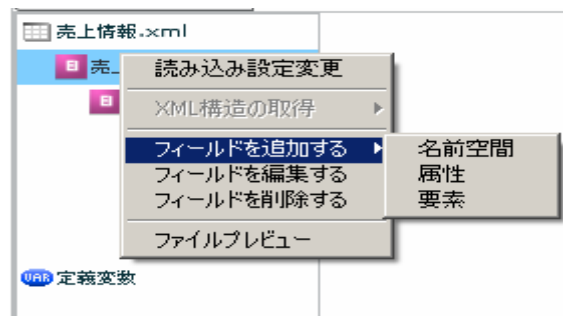 売上情報.xml
売
読み込み設定変更
XML構造の取得
フィールドを追加する
名前空間
フィールドを編集する
属性
フィールドを削除する
要素
ファイルプレビュー
VAR 定義変数